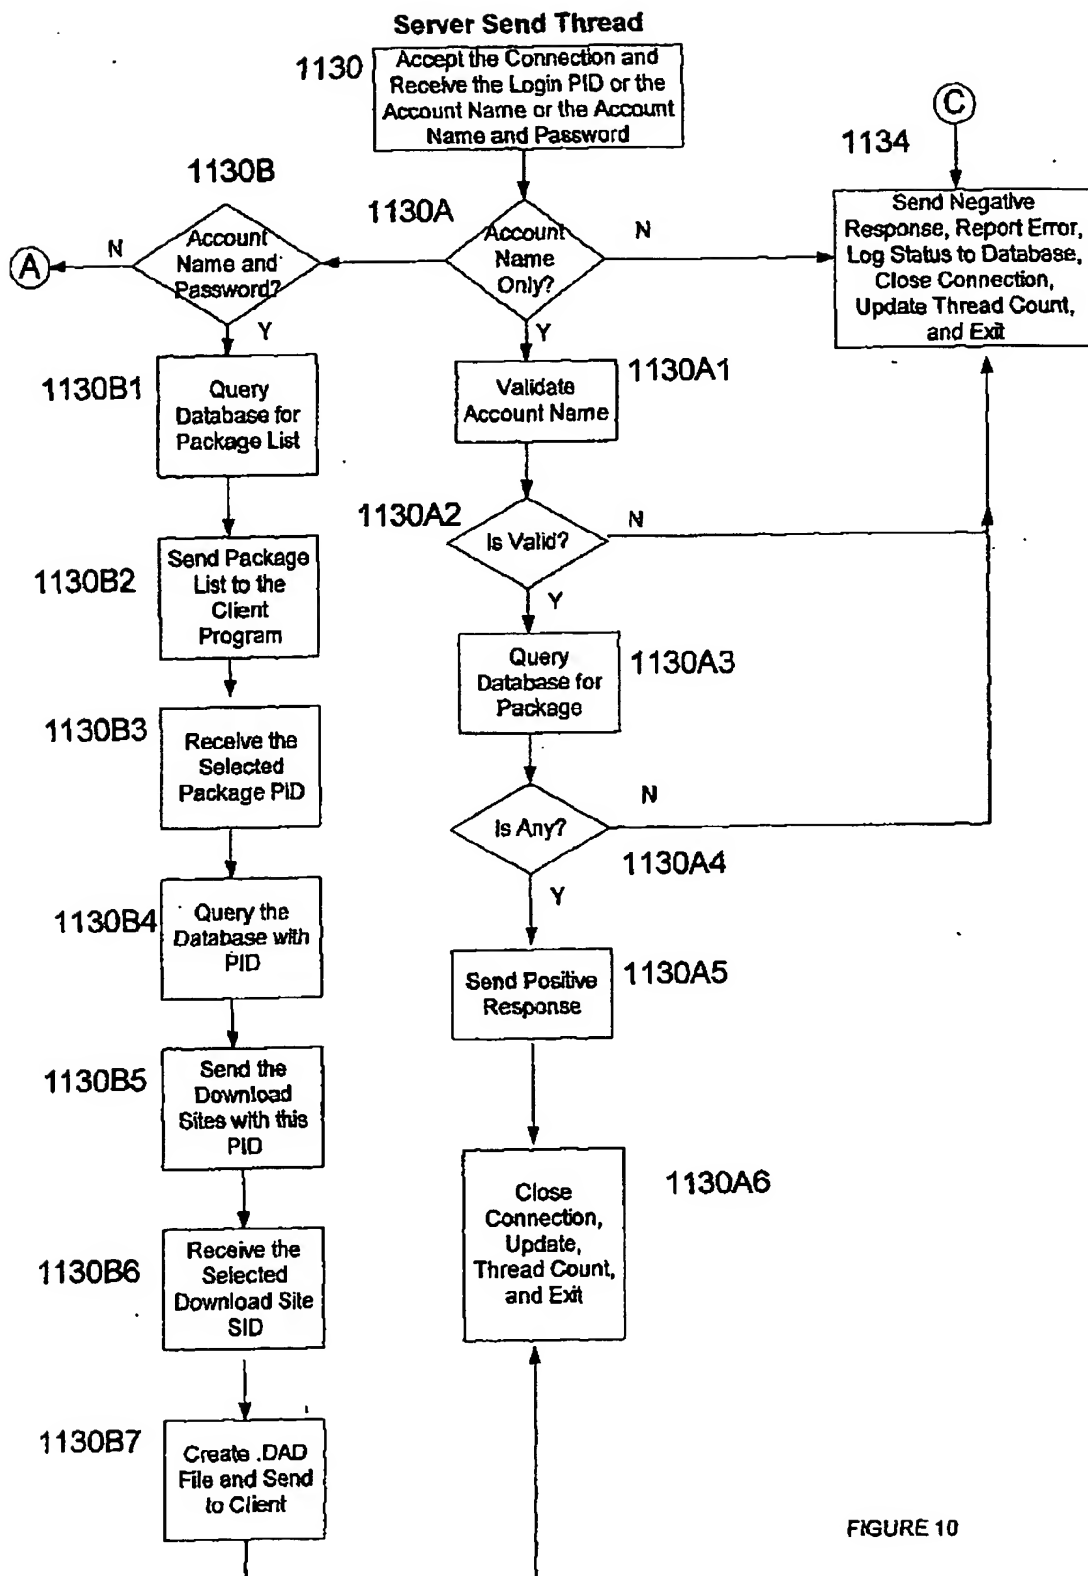 Server Send Thread
1130
Accept the Connection and
Receive the Login PID or the
Account Name or the Account
Name and Password
C
1134
Send Negative
Response, Report Error,
Log Status to Database,
Close Connection,
Update Thread Count,
and Exit
1130B
1130A
A
N
Account
Name and
Password?
Account
Name
Only?
N
Y
Y
1130B1
Query
Database for
Package List
1130A1
Validate
Account Name
1130A2
Is Valid?
N
Y
1130B2
Send Package
List to the
Client
Program
1130A3
Query
Database for
Package
1130B3
Receive the
Selected
Package PID
Is Any?
N
1130A4
Y
1130B4
Query the
Database with
PID
1130A5
Send Positive
Response
1130B5
Send the
Download
Sites with this
PID
1130A6
Close
Connection,
Update,
Thread Count,
and Exit
1130B6
Receive the
Selected
Download Site
SID
1130B7
Create .DAD
File and Send
to Client
FIGURE 10